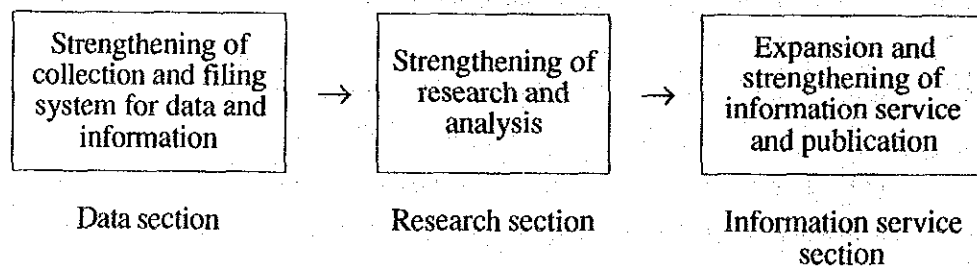 Strengthening of
collection and filing
system for data and
information
→
Strengthening of
research and
analysis
→
Expansion and
strengthening of
information service
and publication
Data section
Research section
Information service
section